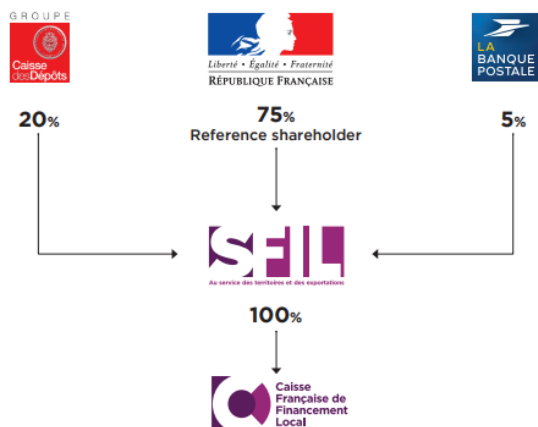 GROUPE
Caisse
desDépôts
Liberté • Égalité • Fraternité
RÉPUBLIQUE FRANÇAISE
LA
BANQUE
POSTALE
20%
75%
Reference shareholder
5%
SFIL
Au service des territoires et des exportations
100%
Caisse
Française de
Financement
Local